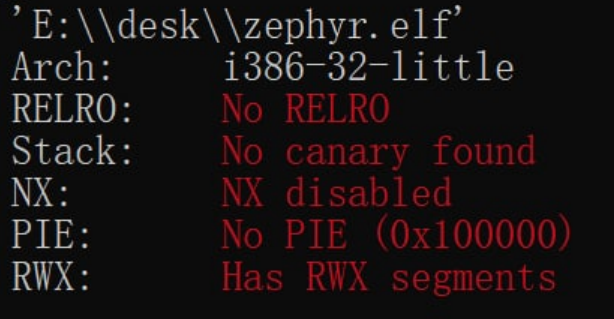 'E:\\desk\\zephyr.elf'
Arch: i386-32-little
RELRO: No RELRO
Stack: No canary found
NX: NX disabled
PIE: No PIE (0x100000)
RWX: Has RWX segments